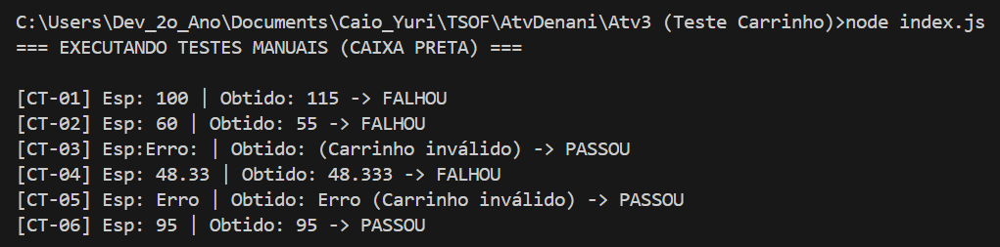 C:\Users\Dev_2o_Ano\Documents\Caio_Yuri\TSOF\AtvDenani\Atv3 (Teste Carrinho)>node index.js
=== EXECUTANDO TESTES MANUAIS (CAIXA PRETA) ===
[CT-01] Esp: 100 | Obtido: 115 -> FALHOU
[CT-02] Esp: 60 | Obtido: 55 -> FALHOU
[CT-03] Esp:Erro: | Obtido: (Carrinho inválido) -> PASSOU
[CT-04] Esp: 48.33 | Obtido: 48.333 -> FALHOU
[CT-05] Esp: Erro | Obtido: Erro (Carrinho inválido) -> PASSOU
[CT-06] Esp: 95 | Obtido: 95 -> PASSOU